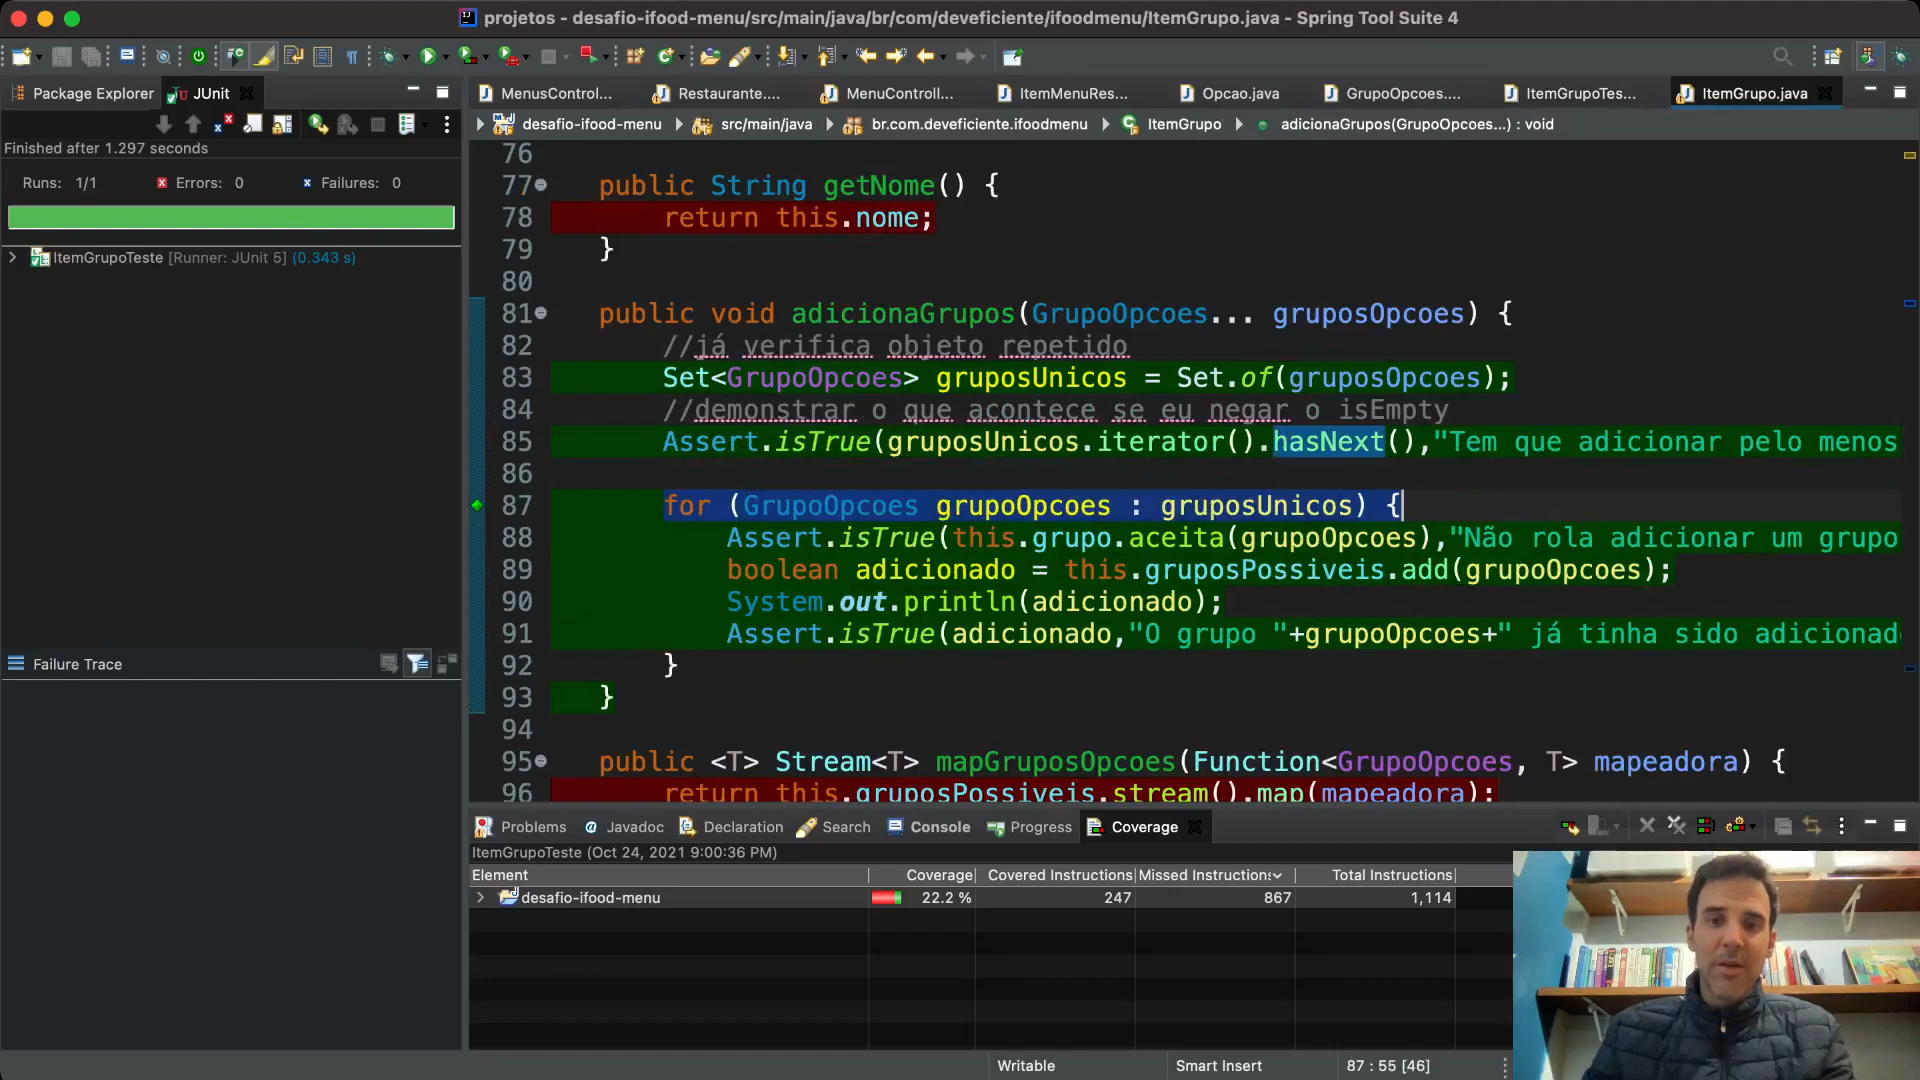 projetos - desafio-ifood-menu/src/main/java/br/com/deveficiente/ifoodmenu/ItemGrupo.java - Spring Tool Suite 4
Package Explorer
JUnit
MenusControl...
Restaurante....
MenuControll...
ItemMenuRes...
Opcao.java
GrupoOpcoes....
ItemGrupoTes...
ItemGrupo.java
desafio-ifood-menu
src/main/java
br.com.deveficiente.ifoodmenu
ItemGrupo
adicionaGrupos(GrupoOpcoes...) : void
Finished after 1.297 seconds
Runs: 1/1
Errors: 0
Failures: 0
ItemGrupoTeste [Runner: JUnit 5] (0.343 s)
Failure Trace
76
77 public String getNome() {
78 return this.nome;
79 }
80
81 public void adicionaGrupos(GrupoOpcoes... gruposOpcoes) {
82 //já verifica objeto repetido
83 Set<GrupoOpcoes> gruposUnicos = Set.of(gruposOpcoes);
84 //demonstrar o que acontece se eu negar o isEmpty
85 Assert.isTrue(gruposUnicos.iterator().hasNext(),"Tem que adicionar pelo menos
86
87 for (GrupoOpcoes grupoOpcoes : gruposUnicos) {
88 Assert.isTrue(this.grupo.aceita(grupoOpcoes),"Não rola adicionar um grupo
89 boolean adicionado = this.gruposPossiveis.add(grupoOpcoes);
90 System.out.println(adicionado);
91 Assert.isTrue(adicionado,"O grupo "+grupoOpcoes+" já tinha sido adicionad
92 }
93 }
94
95 public <T> Stream<T> mapGruposOpcoes(Function<GrupoOpcoes, T> mapeadora) {
96 return this.gruposPossiveis.stream().map(mapeadora);
Problems
Javadoc
Declaration
Search
Console
Progress
Coverage
ItemGrupoTeste (Oct 24, 2021 9:00:36 PM)
Element Coverage Covered Instructions Missed Instructions Total Instructions
desafio-ifood-menu 22.2 % 247 867 1,114
Writable
Smart Insert
87 : 55 [46]